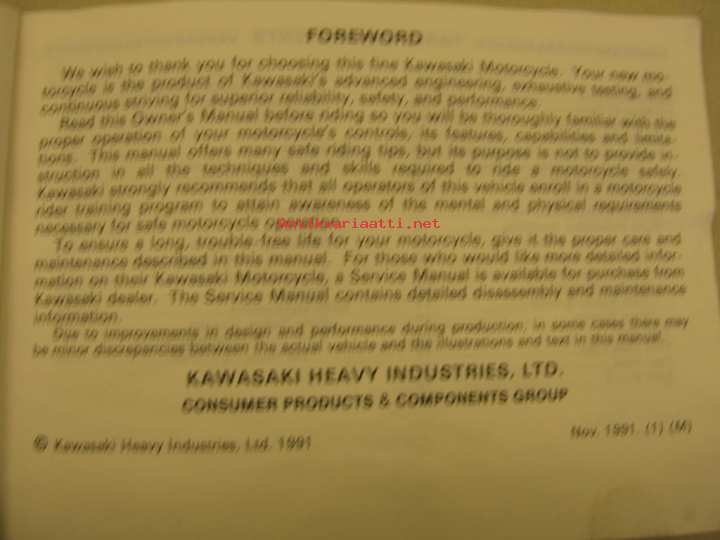 FOREWORD
We wish to thank you for choosing this fine Kawasaki Motorcycle. Your new mo-
torcycle is the product of Kawasaki's advanced engineering, exhaustive testing, and
continuous striving for superior reliability, safety, and performance.
Read this Owner's Manual before riding so you will be thoroughly familiar with the
proper operation of your motorcycle's controls, its features, capabilities and limita-
tions. This manual offers many safe riding tips, but its purpose is not to provide in-
struction in all the techniques and skills required to ride a motorcycle safely.
Kawasaki strongly recommends that all operators of this vehicle enroll in a motorcycle
rider training program to attain awareness of the mental and physical requirements
necessary for safe motorcycle
Antikvariaatti.net
To ensure a long, trouble-free life for your motorcycle, give it the proper care and
maintenance described in this manual. For those who would like more detailed infor-
mation on their Kawasaki Motorcycle, a Service Manual is available for purchase from
Kawasaki dealer. The Service Manual contains detailed disassembly and maintenance
information.
Due to improvements in design and performance during production, in some cases there may
be minor discrepancies between the actual vehicle and the illustrations and text in this manual.
KAWASAKI HEAVY INDUSTRIES, LTD.
CONSUMER PRODUCTS & COMPONENTS GROUP
Nov. 1991. (1) (M)
© Kawasaki Heavy Industries, Ltd. 1991